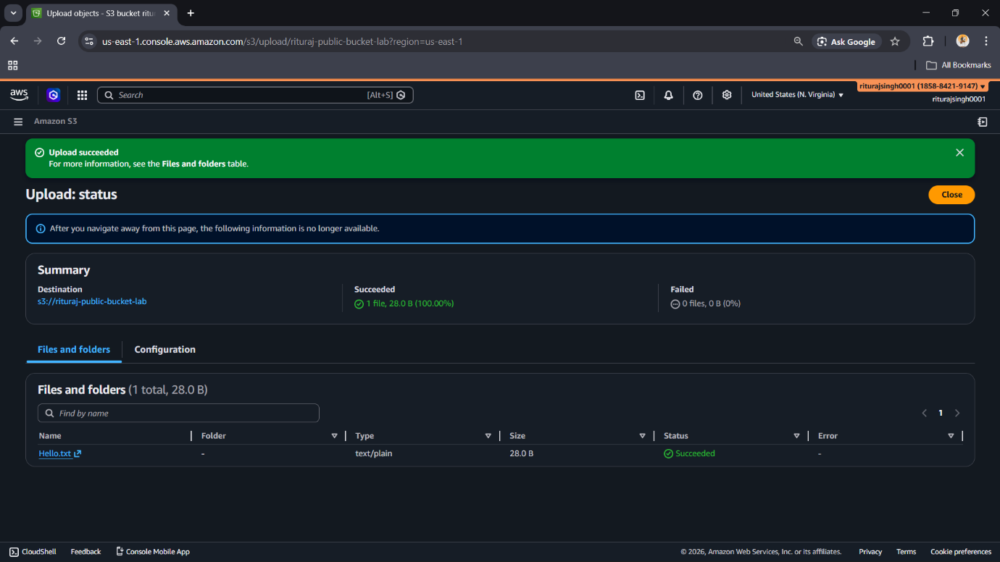 Upload objects - S3 bucket ritur
us-east-1.console.aws.amazon.com/s3/upload/rituraj-public-bucket-lab?region=us-east-1
Ask Google
All Bookmarks
aws
Search
[Alt+S]
United States (N. Virginia)
riturajsingh0001 (1858-8421-9147)
riturajsingh0001
Amazon S3
Upload succeeded
For more information, see the Files and folders table.
Upload: status
Close
After you navigate away from this page, the following information is no longer available.
Summary
Destination
s3://rituraj-public-bucket-lab
Succeeded
1 file, 28.0 B (100.00%)
Failed
0 files, 0 B (0%)
Files and folders
Configuration
Files and folders (1 total, 28.0 B)
Find by name
1
Name Folder Type Size Status Error
Hello.txt - text/plain 28.0 B Succeeded -
CloudShell Feedback Console Mobile App © 2026, Amazon Web Services, Inc. or its affiliates. Privacy Terms Cookie preferences